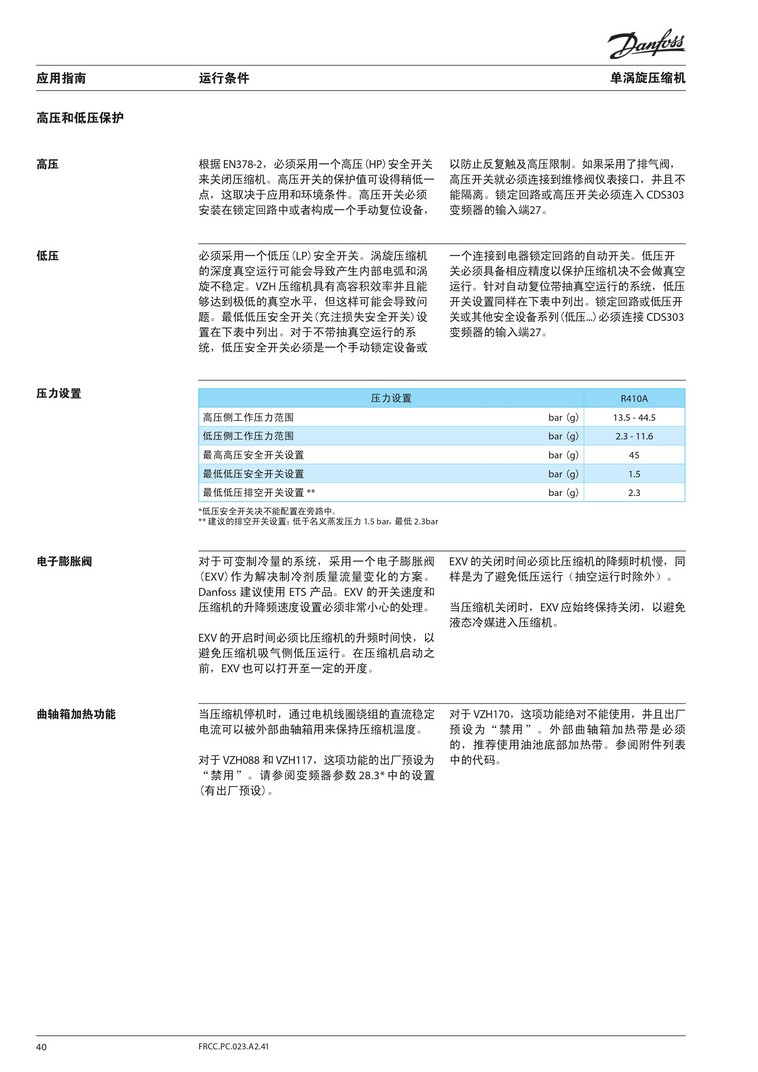 Danfoss
应用指南
运行条件
单涡旋压缩机
高压和低压保护
高压
根据 EN378-2，必须采用一个高压 (HP) 安全开关
来关闭压缩机。高压开关的保护值可设得稍低一
点，这取决于应用和环境条件。高压开关必须
安装在锁定回路中或者构成一个手动复位设备，
以防止反复触及高压限制。如果采用了排气阀，
高压开关就必须连接到维修阀仪表接口，并且不
能隔离。锁定回路或高压开关必须连入 CDS303
变频器的输入端27。
低压
必须采用一个低压 (LP) 安全开关。涡旋压缩机
的深度真空运行可能会导致产生内部电弧和涡
旋不稳定。VZH 压缩机具有高容积效率并且能
够达到极低的真空水平，但这样可能会导致问
题。最低低压安全开关 (充注损失安全开关) 设
置在下表中列出。对于不带抽真空运行的系
统，低压安全开关必须是一个手动锁定设备或
一个连接到电器锁定回路的自动开关。低压开
关必须具备相应精度以保护压缩机决不会做真空
运行。针对自动复位带抽真空运行的系统，低压
开关设置同样在下表中列出。锁定回路或低压开
关或其他安全设备系列 (低压...) 必须连接 CDS303
变频器的输入端27。
压力设置
压力设置 R410A
高压侧工作压力范围 bar (g) 13.5 - 44.5
低压侧工作压力范围 bar (g) 2.3 - 11.6
最高高压安全开关设置 bar (g) 45
最低低压安全开关设置 bar (g) 1.5
最低低压排空开关设置 ** bar (g) 2.3
*低压安全开关决不能配置在旁路中。
** 建议的排空开关设置：低于名义蒸发压力 1.5 bar，最低 2.3bar
电子膨胀阀
对于可变制冷量的系统，采用一个电子膨胀阀
(EXV) 作为解决制冷剂质量流量变化的方案。
Danfoss 建议使用 ETS 产品。EXV 的开关速度和
压缩机的升降频速度设置必须非常小心的处理。
EXV 的开启时间必须比压缩机的升频时间快，以
避免压缩机吸气侧低压运行。在压缩机启动之
前，EXV 也可以打开至一定的开度。
EXV 的关闭时间必须比压缩机的降频时机慢，同
样是为了避免低压运行（抽空运行时除外）。
当压缩机关闭时，EXV 应始终保持关闭，以避免
液态冷媒进入压缩机。
曲轴箱加热功能
当压缩机停机时，通过电机线圈绕组的直流稳定
电流可以被外部曲轴箱用来保持压缩机温度。
对于 VZH088 和 VZH117，这项功能的出厂预设为
“禁用”。请参阅变频器参数 28.3* 中的设置
(有出厂预设)。
对于 VZH170，这项功能绝对不能使用，并且出厂
预设为“禁用”。外部曲轴箱加热带是必须
的，推荐使用油池底部加热带。参阅附件列表
中的代码。
40
FRCC.PC.023.A2.41